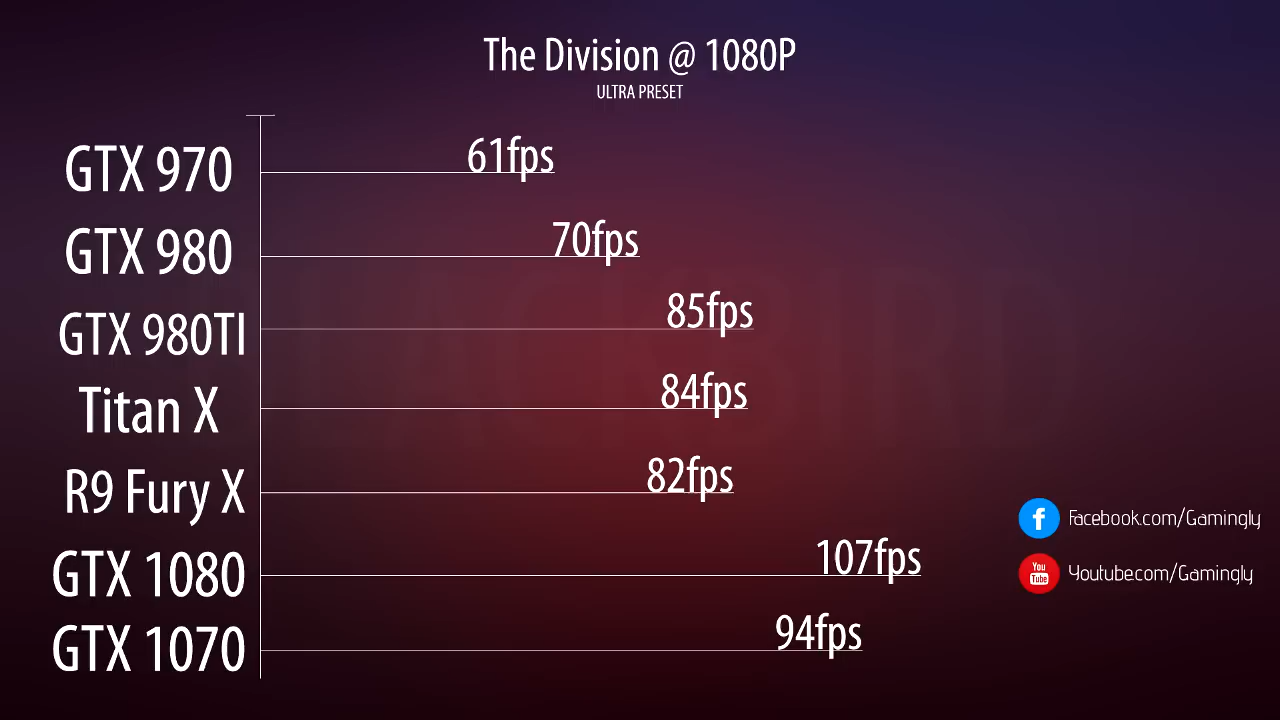 The Division @ 1080P
ULTRA PRESET
GTX 970 61fps
GTX 980 70fps
GTX 980TI 85fps
Titan X 84fps
R9 Fury X 82fps
GTX 1080 107fps
GTX 1070 94fps
Facebook.com/Gamingly
Youtube.com/Gamingly